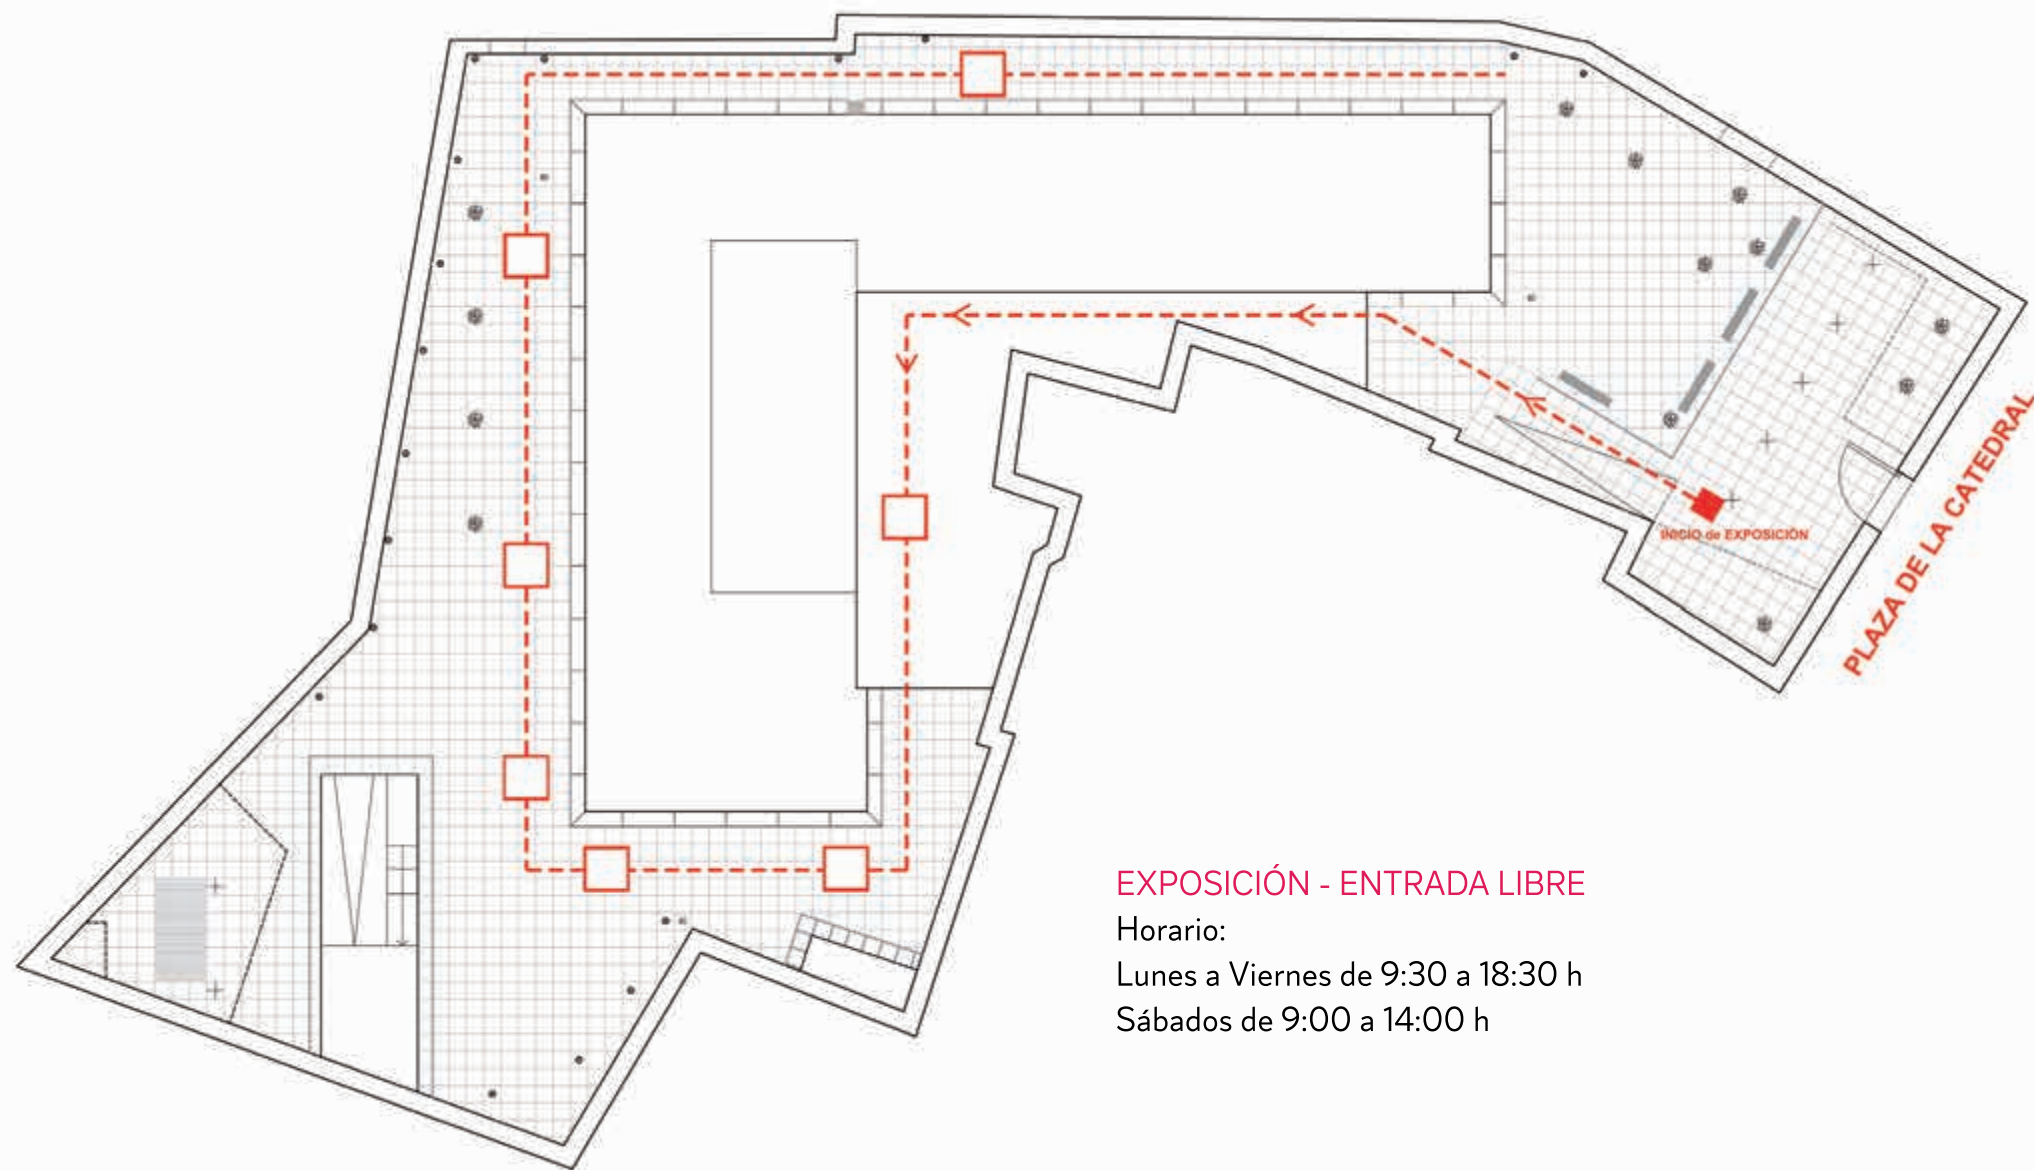 PLAZA DE LA CATEDRAL
INICIO de EXPOSICIÓN
EXPOSICIÓN - ENTRADA LIBRE
Horario:
Lunes a Viernes de 9:30 a 18:30 h
Sábados de 9:00 a 14:00 h